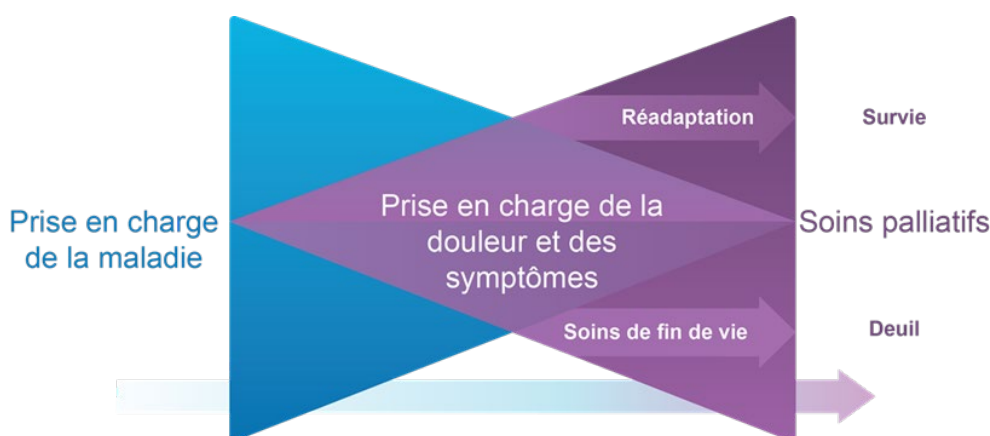 Prise en charge
de la maladie
Prise en charge de la
douleur et des
symptômes
Réadaptation
Soins de fin de vie
Survie
Soins palliatifs
Deuil